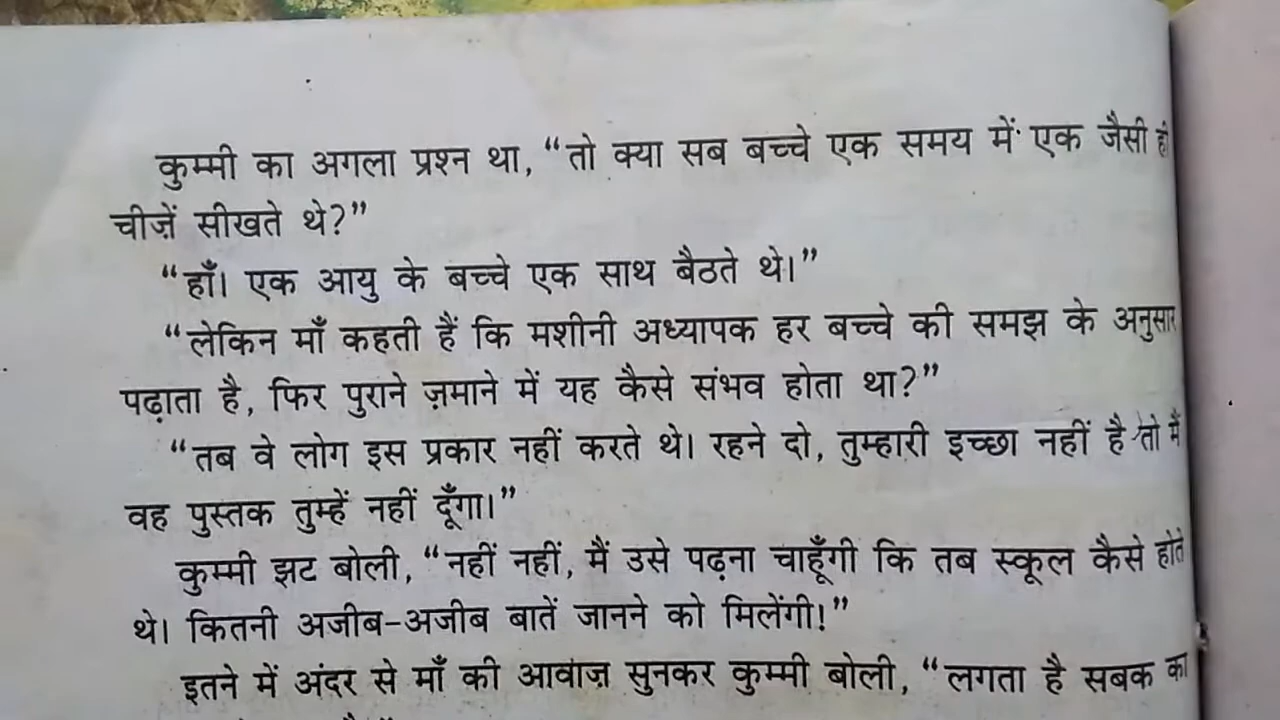 कुम्मी का अगला प्रश्न था, “तो क्या सब बच्चे एक समय में एक जैसी ही
चीज़ें सीखते थे?”
“हाँ। एक आयु के बच्चे एक साथ बैठते थे।”
“लेकिन माँ कहती हैं कि मशीनी अध्यापक हर बच्चे की समझ के अनुसार
पढ़ाता है, फिर पुराने ज़माने में यह कैसे संभव होता था?”
“तब वे लोग इस प्रकार नहीं करते थे। रहने दो, तुम्हारी इच्छा नहीं है तो मैं
वह पुस्तक तुम्हें नहीं दूँगा।”
कुम्मी झट बोली, “नहीं नहीं, मैं उसे पढ़ना चाहूँगी कि तब स्कूल कैसे होते
थे। कितनी अजीब-अजीब बातें जानने को मिलेंगी!”
इतने में अंदर से माँ की आवाज़ सुनकर कुम्मी बोली, “लगता है सबक का